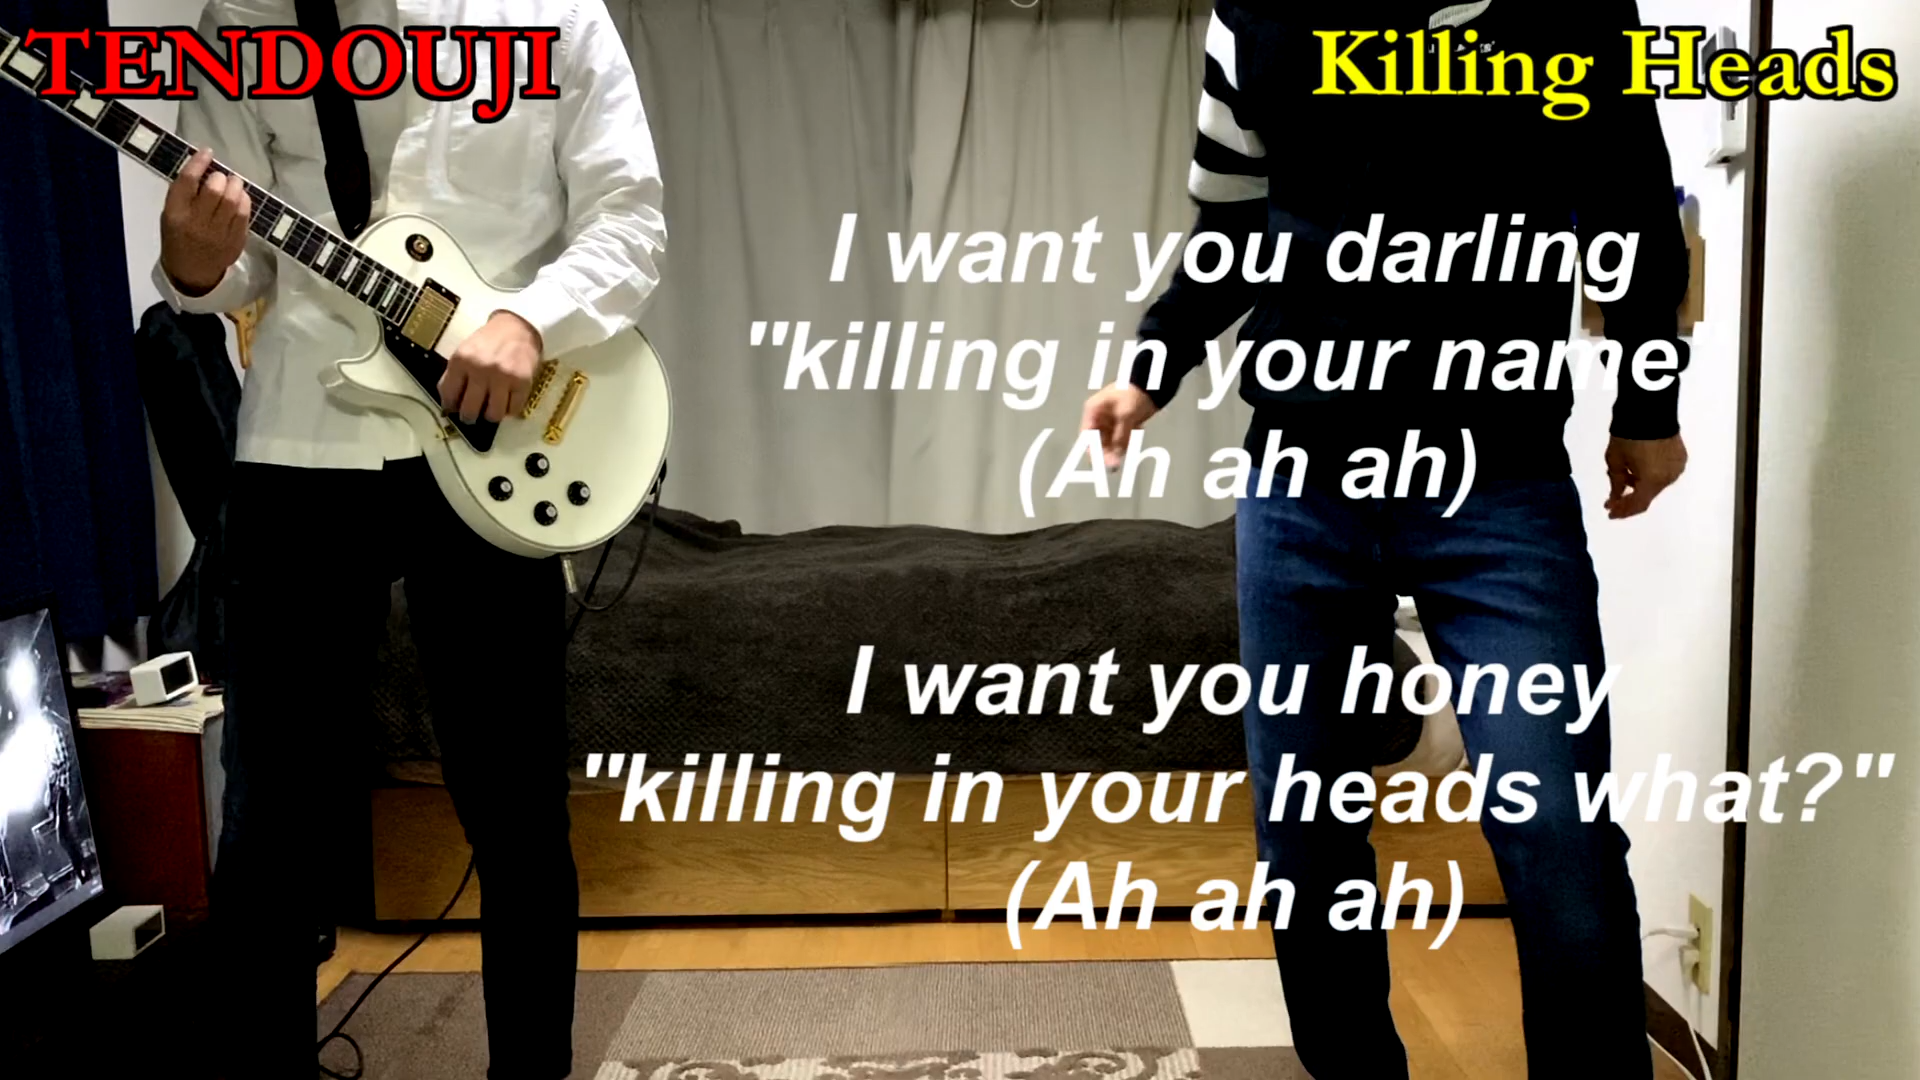 TENDOUJI
Killing Heads
I want you darling
"killing in your name"
(Ah ah ah)
I want you honey
"killing in your heads what?"
(Ah ah ah)